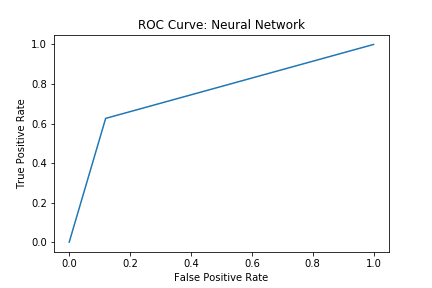 ROC Curve: Neural Network
1.0
0.8
0.6
0.4
0.2
0.0
True Positive Rate
0.0 0.2 0.4 0.6 0.8 1.0
False Positive Rate